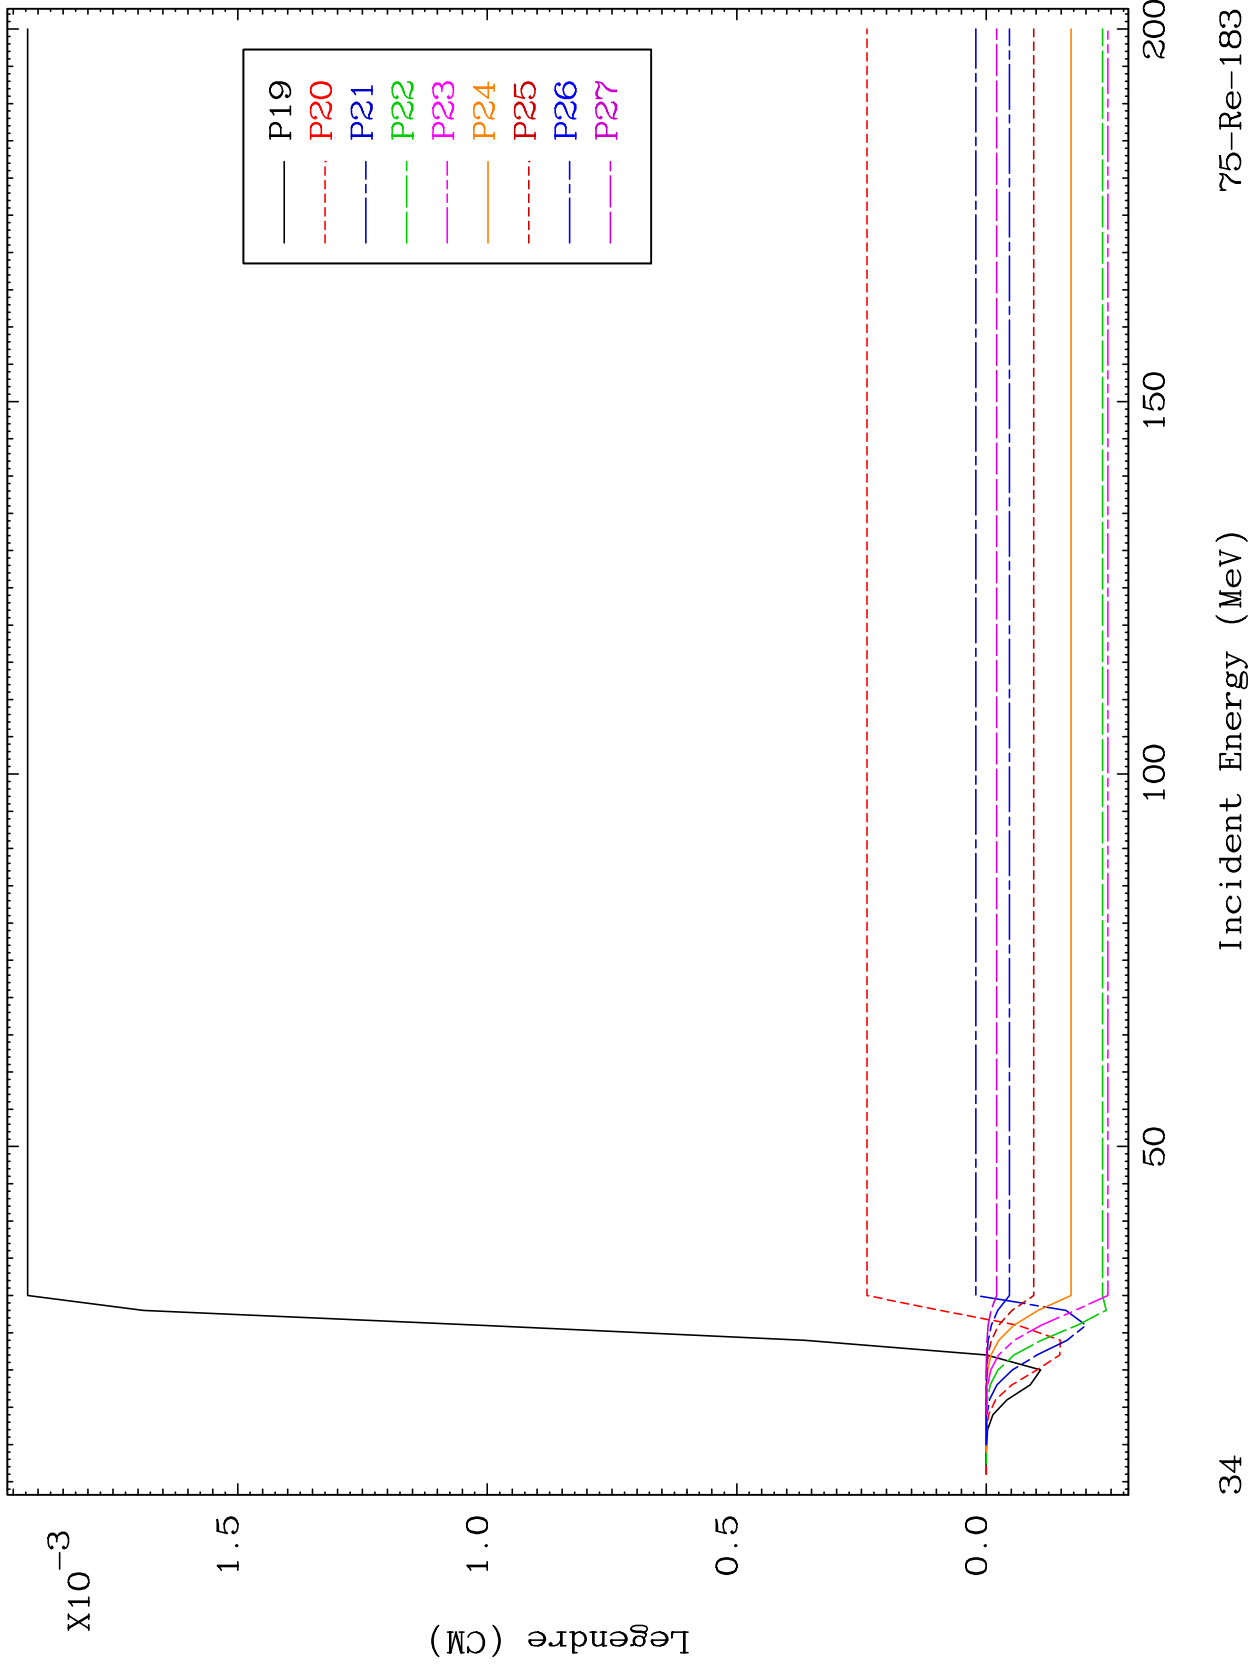 X10-3
1.5
1.0
0.5
0.0
Legendre (CM)
P19
P20
P21
P22
P23
P24
P25
P26
P27
50
100
150
200
Incident Energy (MeV)
34
75-Re-183